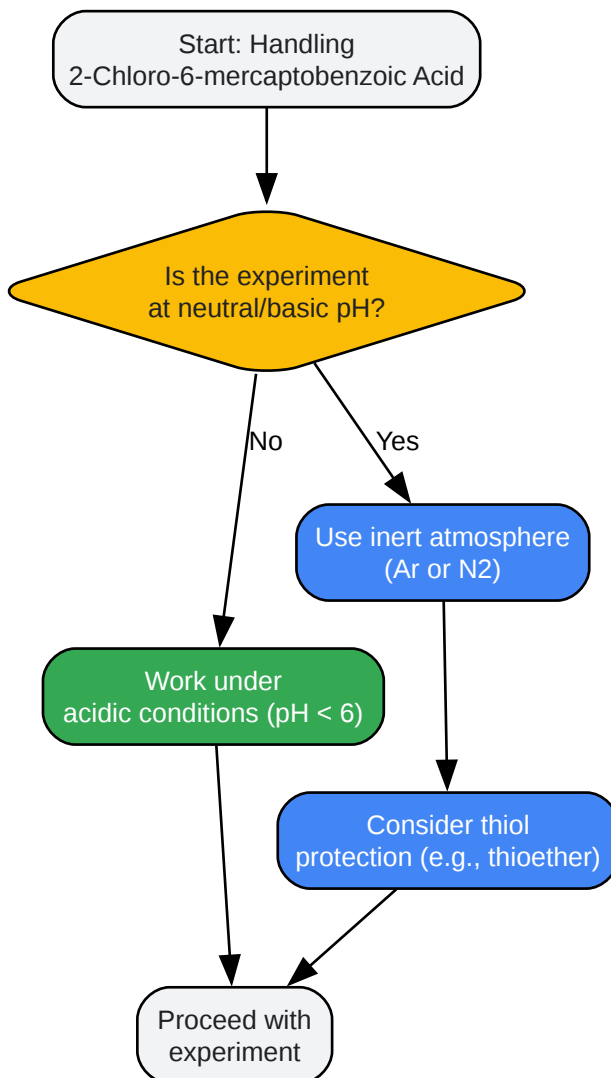 Start: Handling
2-Chloro-6-mercaptobenzoic Acid
Is the experiment
at neutral/basic pH?
No
Yes
Use inert atmosphere
(Ar or N2)
Work under
acidic conditions (pH < 6)
Consider thiol
protection (e.g., thioether)
Proceed with
experiment